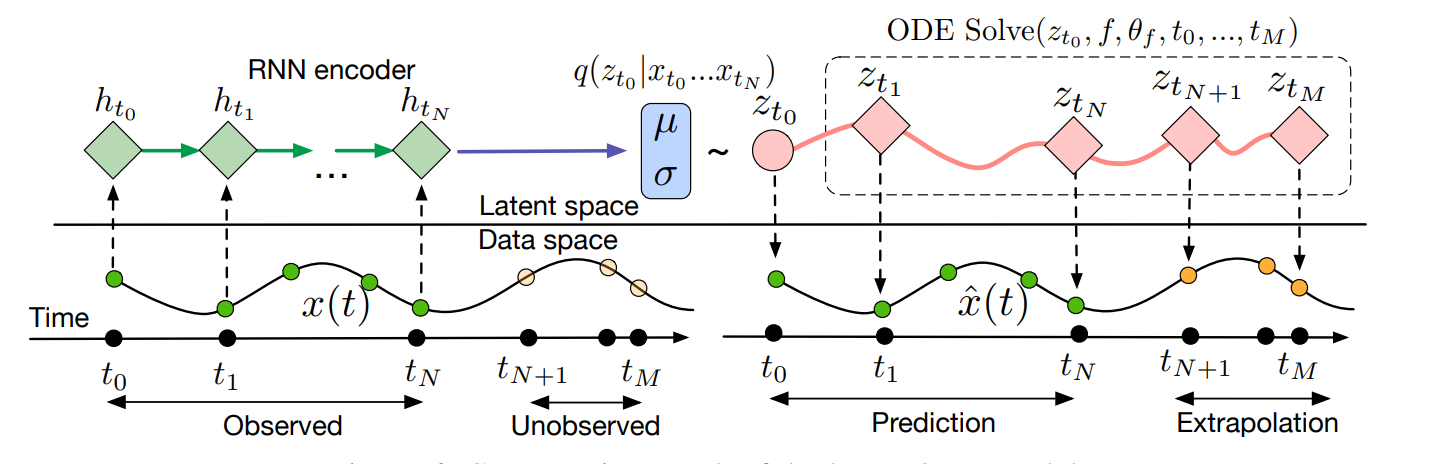 ODE Solve(z_{t_0}, f, θ_f, t_0, ..., t_M)
RNN encoder
q(z_{t_0}|x_{t_0}...x_{t_N})
h_{t_0} h_{t_1} h_{t_N}
z_{t_0} z_{t_1} z_{t_N} z_{t_{N+1}} z_{t_M}
μ
σ
~
...
Latent space
Data space
x(t)
x̂(t)
Time
t_0 t_1 t_N t_{N+1} t_M
t_0 t_1 t_N t_{N+1} t_M
Observed Unobserved
Prediction Extrapolation